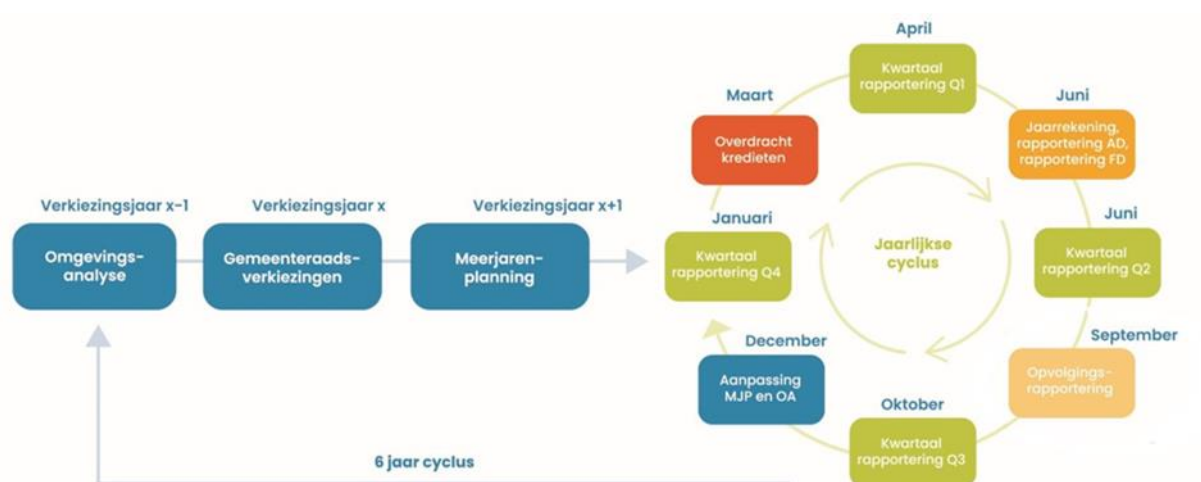 Verkiezingsjaar x-1
Omgevings-
analyse
Verkiezingsjaar x
Gemeenteraads-
verkiezingen
Verkiezingsjaar x+1
Meerjaren-
planning
Januari
Kwartaal
rapportering Q4
Maart
Overdracht
kredieten
April
Kwartaal
rapportering Q1
Juni
Jaarrekening,
rapportering AD,
rapportering FD
Juni
Kwartaal
rapportering Q2
September
Opvolgings-
rapportering
Oktober
Kwartaal
rapportering Q3
December
Aanpassing
MJP en OA
Jaarlijkse
cyclus
6 jaar cyclus